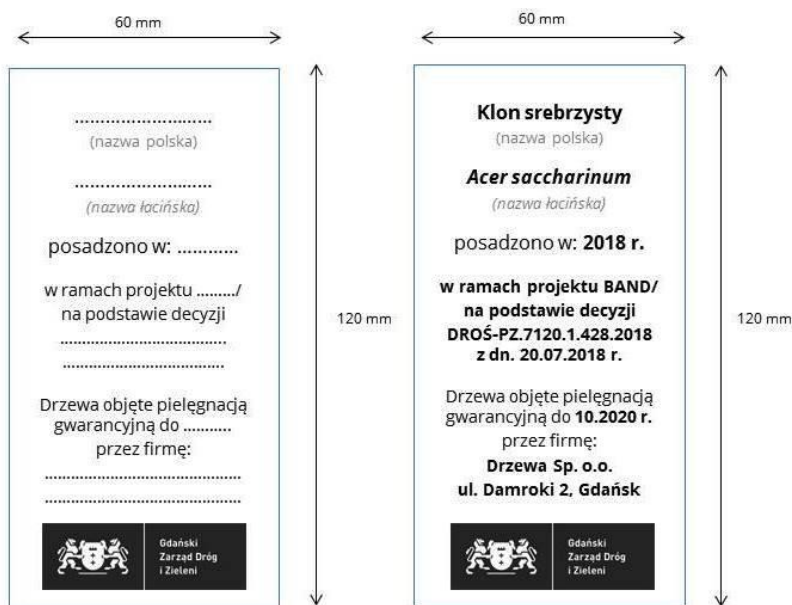 60 mm
........................
(nazwa polska)
........................
(nazwa łacińska)
posadzono w: ............
w ramach projektu ........./
na podstawie decyzji
......................................
.....................................
Drzewa objęte pielęgnacją
gwarancyjną do ...........
przez firmę:
.............................................
.............................................
Gdański
Zarząd Dróg
i Zieleni
120 mm
60 mm
Klon srebrzysty
(nazwa polska)
Acer saccharinum
(nazwa łacińska)
posadzono w: 2018 r.
w ramach projektu BAND/
na podstawie decyzji
DROŚ-PZ.7120.1.428.2018
z dn. 20.07.2018 r.
Drzewa objęte pielęgnacją
gwarancyjną do 10.2020 r.
przez firmę:
Drzewa Sp. o.o.
ul. Damroki 2, Gdańsk
Gdański
Zarząd Dróg
i Zieleni
120 mm